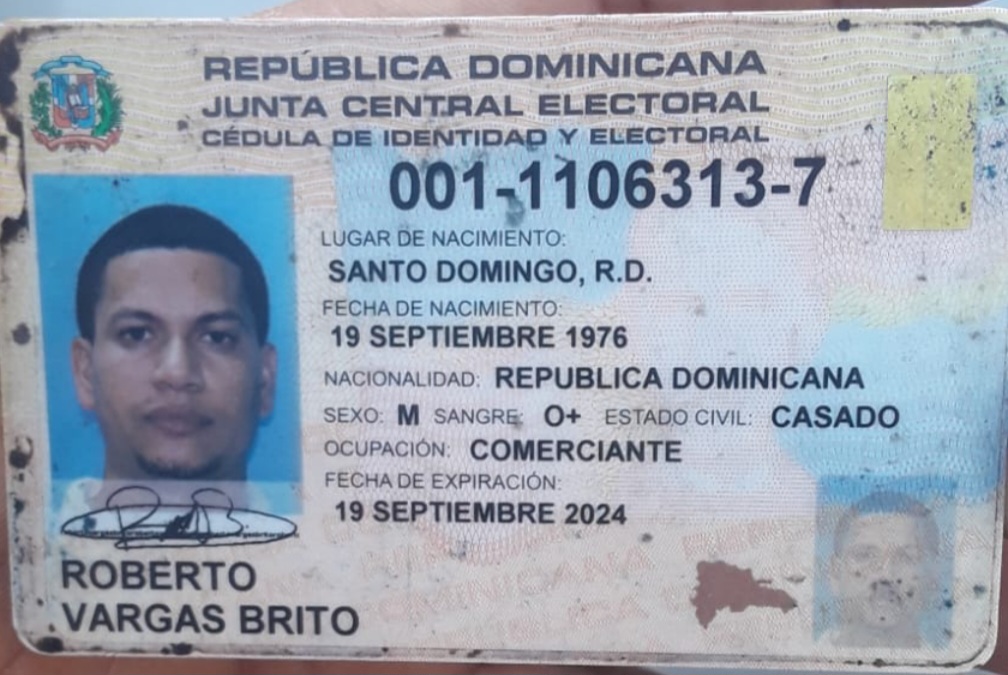 REPÚBLICA DOMINICANA
JUNTA CENTRAL ELECTORAL
CÉDULA DE IDENTIDAD Y ELECTORAL
001-1106313-7
LUGAR DE NACIMIENTO:
SANTO DOMINGO, R.D.
FECHA DE NACIMIENTO:
19 SEPTIEMBRE 1976
NACIONALIDAD: REPUBLICA DOMINICANA
SEXO: M SANGRE: O+ ESTADO CIVIL: CASADO
OCUPACIÓN: COMERCIANTE
FECHA DE EXPIRACIÓN:
19 SEPTIEMBRE 2024
ROBERTO
VARGAS BRITO